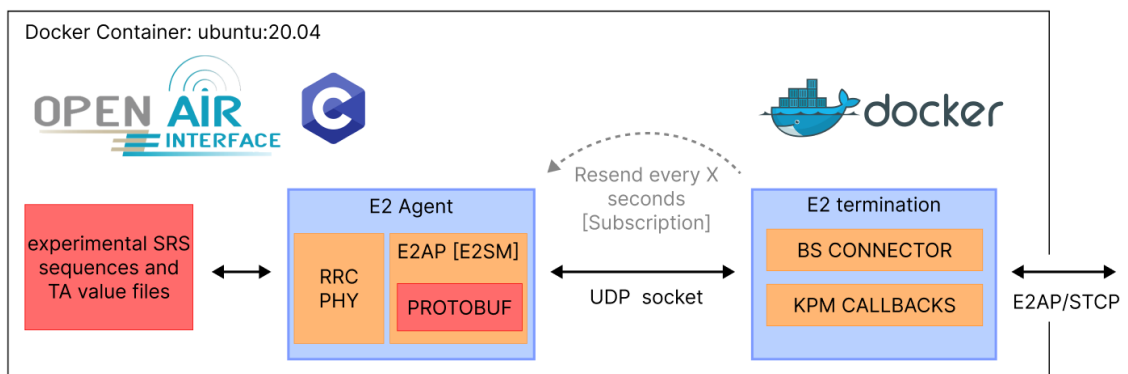 Docker Container: ubuntu:20.04
OPEN AIR
INTERFACE
C
docker
Resend every X
seconds
[Subscription]
experimental SRS
sequences and
TA value files
E2 Agent
RRC
PHY
E2AP [E2SM]
PROTOBUF
UDP socket
E2 termination
BS CONNECTOR
KPM CALLBACKS
E2AP/STCP